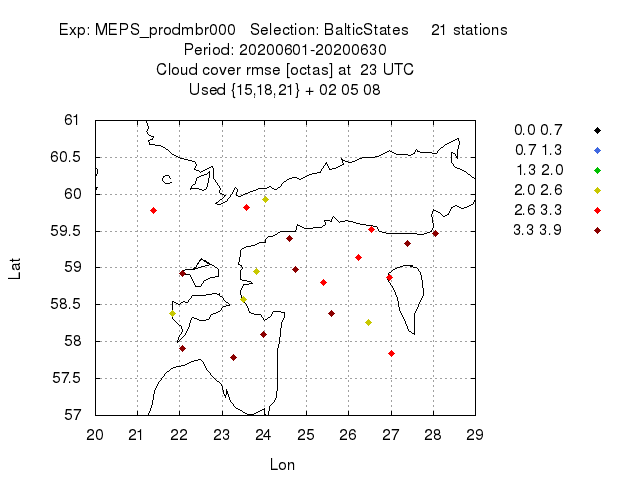 Exp: MEPS_prodmbr000   Selection: BalticStates     21 stations
Period: 20200601-20200630
Cloud cover rmse [octas] at  23 UTC
Used {15,18,21} + 02 05 08
61
60.5
60
59.5
59
58.5
58
57.5
57
Lat
20 21 22 23 24 25 26 27 28 29
Lon
0.0 0.7
0.7 1.3
1.3 2.0
2.0 2.6
2.6 3.3
3.3 3.9